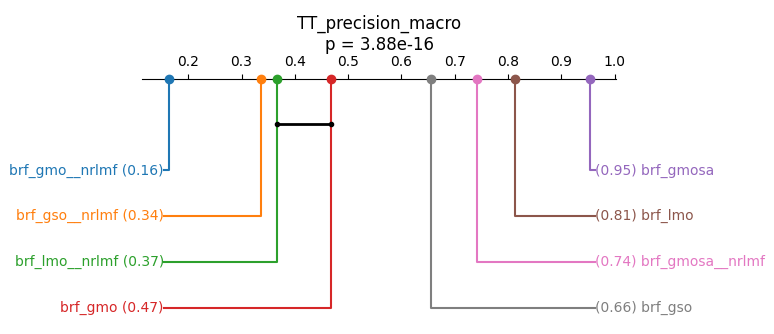 TT_precision_macro
p = 3.88e-16
0.2 0.3 0.4 0.5 0.6 0.7 0.8 0.9 1.0
brf_gmo__nrlmf (0.16) (0.95) brf_gmosa
brf_gso__nrlmf (0.34) (0.81) brf_lmo
brf_lmo__nrlmf (0.37) (0.74) brf_gmosa__nrlmf
brf_gmo (0.47) (0.66) brf_gso